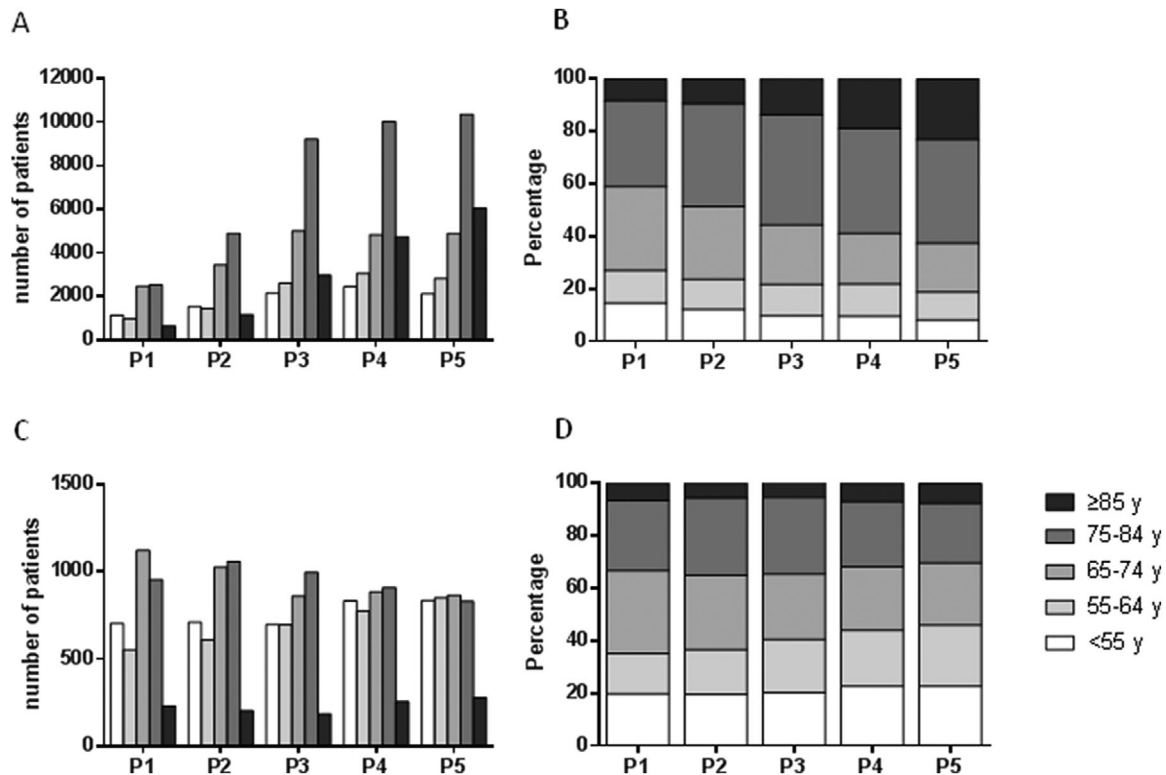 A
number of patients
12000
10000
8000
6000
4000
2000
0
P1 P2 P3 P4 P5
B
Percentage
100
80
60
40
20
0
P1 P2 P3 P4 P5
C
number of patients
1500
1000
500
0
P1 P2 P3 P4 P5
D
Percentage
100
80
60
40
20
0
P1 P2 P3 P4 P5
≥85 y
75-84 y
65-74 y
55-64 y
<55 y